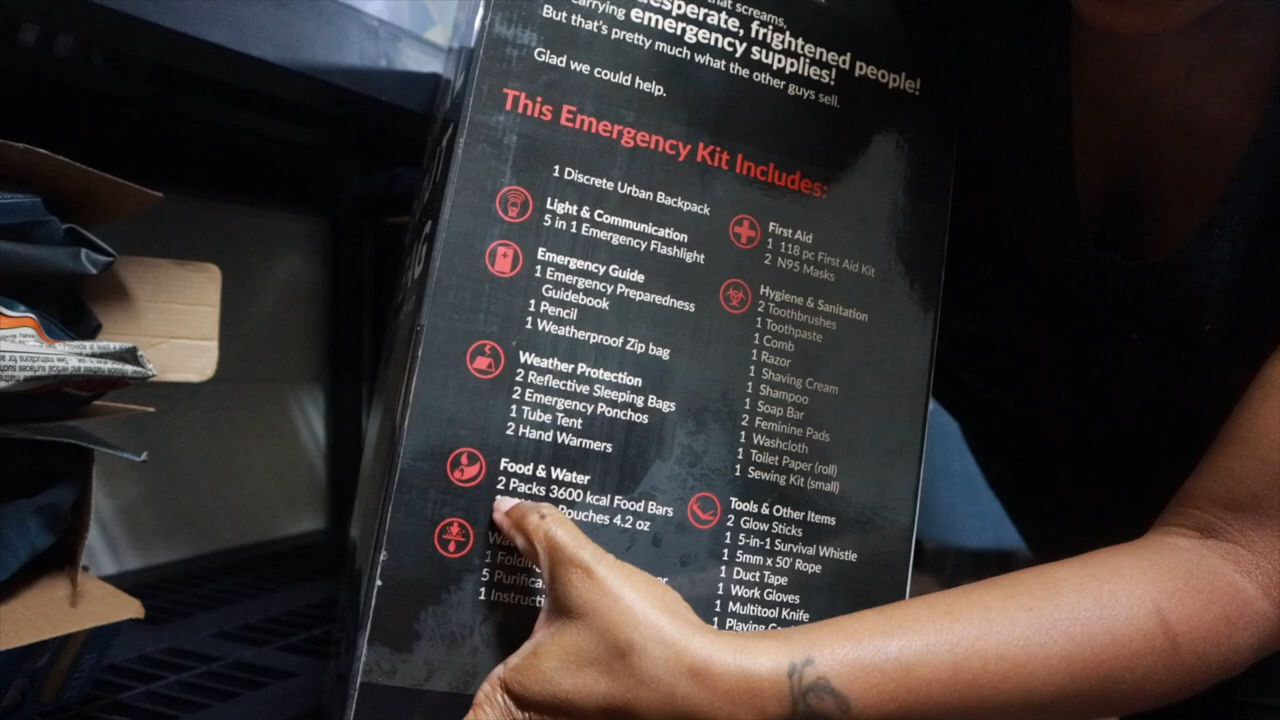 that screams,
carrying desperate, frightened people!
emergency supplies!
But that's pretty much what the other guys sell.
Glad we could help.
This Emergency Kit Includes:
1 Discrete Urban Backpack
Light & Communication
5 in 1 Emergency Flashlight
Emergency Guide
1 Emergency Preparedness
Guidebook
1 Pencil
1 Weatherproof Zip bag
Weather Protection
2 Reflective Sleeping Bags
2 Emergency Ponchos
1 Tube Tent
2 Hand Warmers
Food & Water
2 Packs 3600 kcal Food Bars
Pouches 4.2 oz
1
5
1
First Aid
1 118 pc First Aid Kit
2 N95 Masks
Hygiene & Sanitation
2 Toothbrushes
1 Toothpaste
1 Comb
1 Razor
1 Shaving Cream
1 Shampoo
1 Soap Bar
2 Feminine Pads
1 Washcloth
1 Toilet Paper (roll)
1 Sewing Kit (small)
Tools & Other Items
2 Glow Sticks
1 5-in-1 Survival Whistle
1 5mm x 50' Rope
1 Duct Tape
1 Work Gloves
1 Multitool Knife
1 Playing